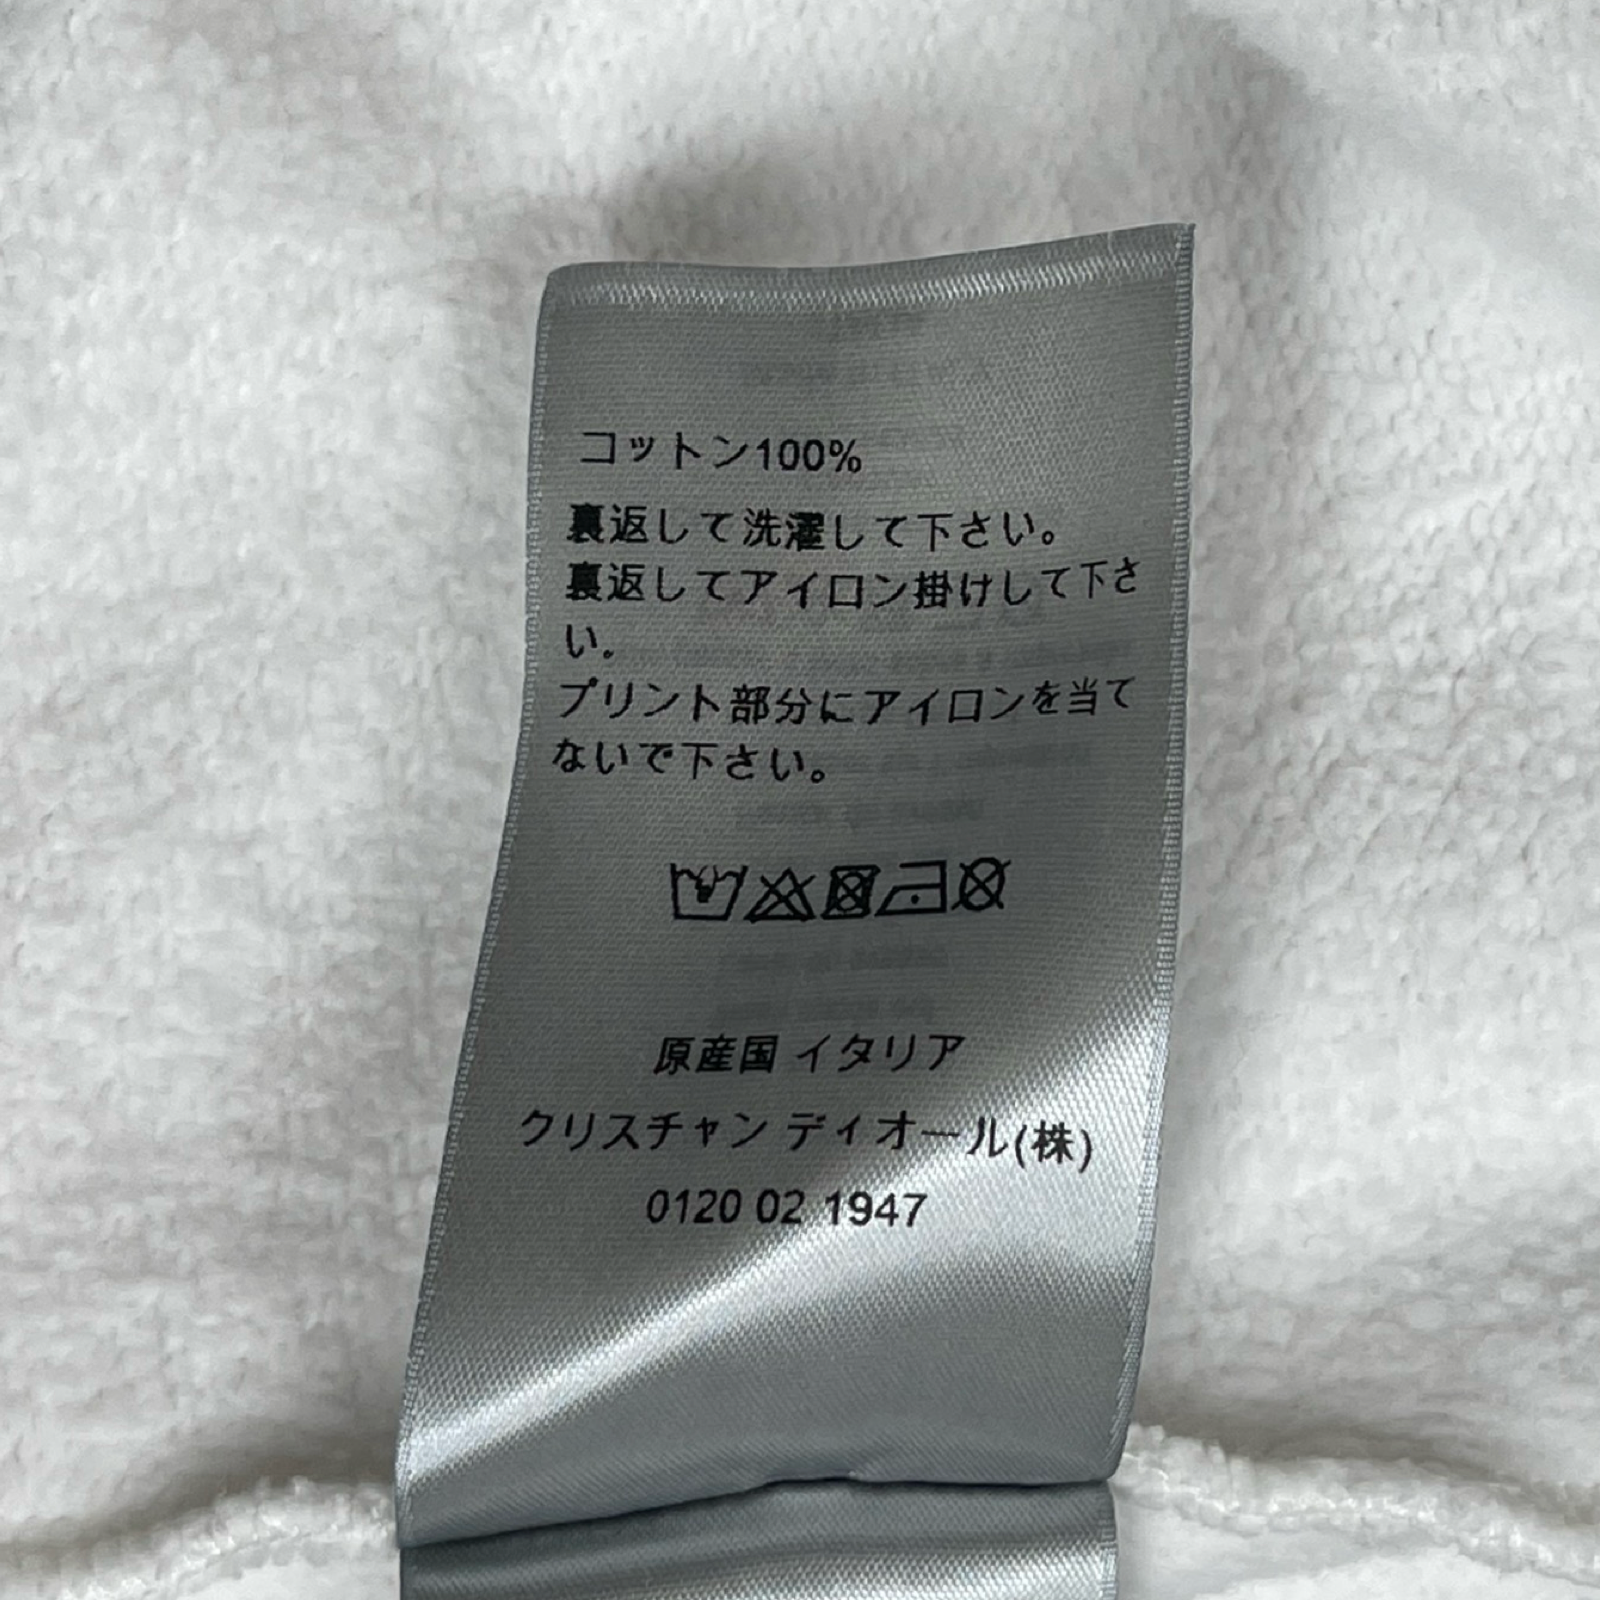 コットン100%
裏返して洗濯して下さい。
裏返してアイロン掛けして下さ
い。
プリント部分にアイロンを当て
ないで下さい。
原産国 イタリア
クリスチャン ディオール(株)
0120 02 1947